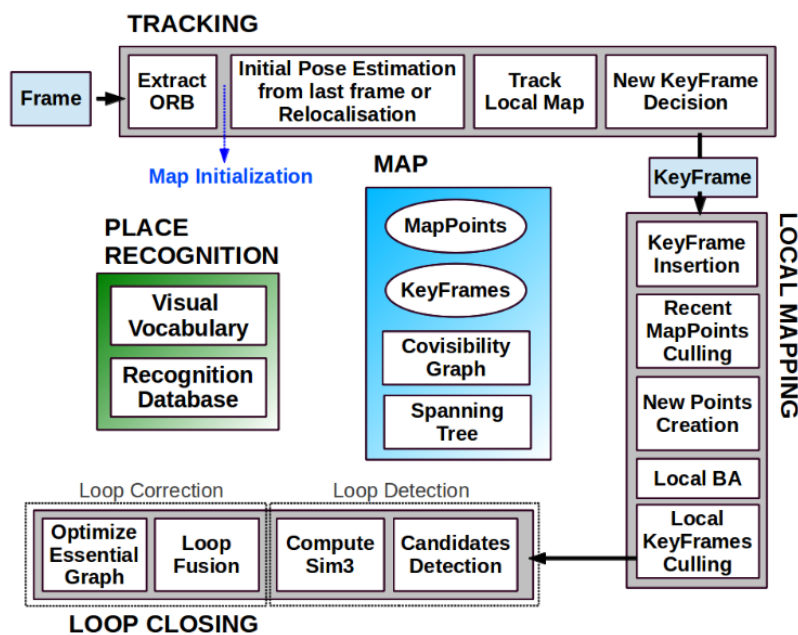 TRACKING
Frame
Extract
ORB
Initial Pose Estimation
from last frame or
Relocalisation
Track
Local Map
New KeyFrame
Decision
Map Initialization
KeyFrame
MAP
MapPoints
KeyFrames
Covisibility
Graph
Spanning
Tree
PLACE
RECOGNITION
Visual
Vocabulary
Recognition
Database
LOCAL MAPPING
KeyFrame
Insertion
Recent
MapPoints
Culling
New Points
Creation
Local BA
Local
KeyFrames
Culling
Loop Correction
Loop Detection
Optimize
Essential
Graph
Loop
Fusion
Compute
Sim3
Candidates
Detection
LOOP CLOSING